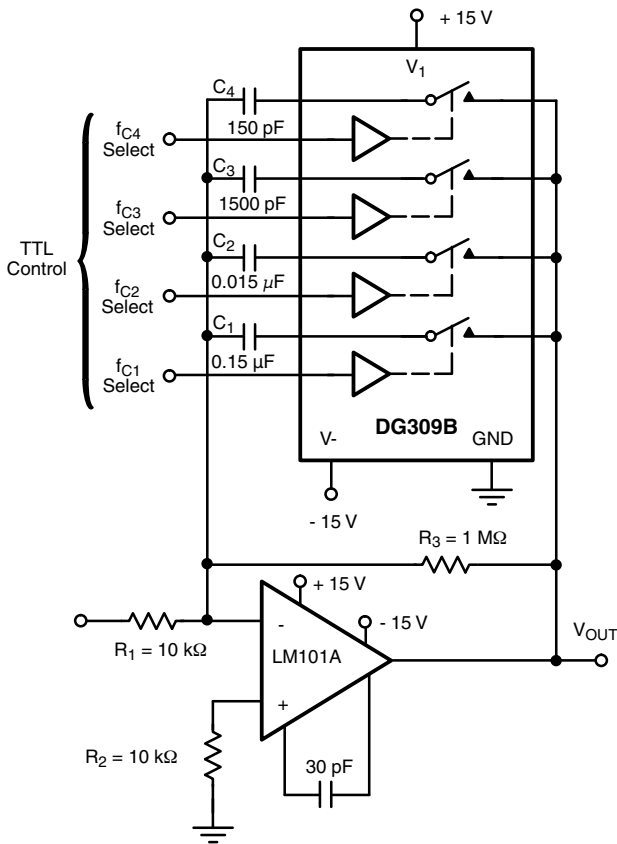 + 15 V
V1
C4
150 pF
fC4
Select
C3
1500 pF
fC3
Select
TTL
Control
C2
0.015 µF
fC2
Select
C1
0.15 µF
fC1
Select
DG309B
V-
GND
- 15 V
R3 = 1 MΩ
+ 15 V
- 15 V
-
LM101A
+
R1 = 10 kΩ
VOUT
R2 = 10 kΩ
30 pF